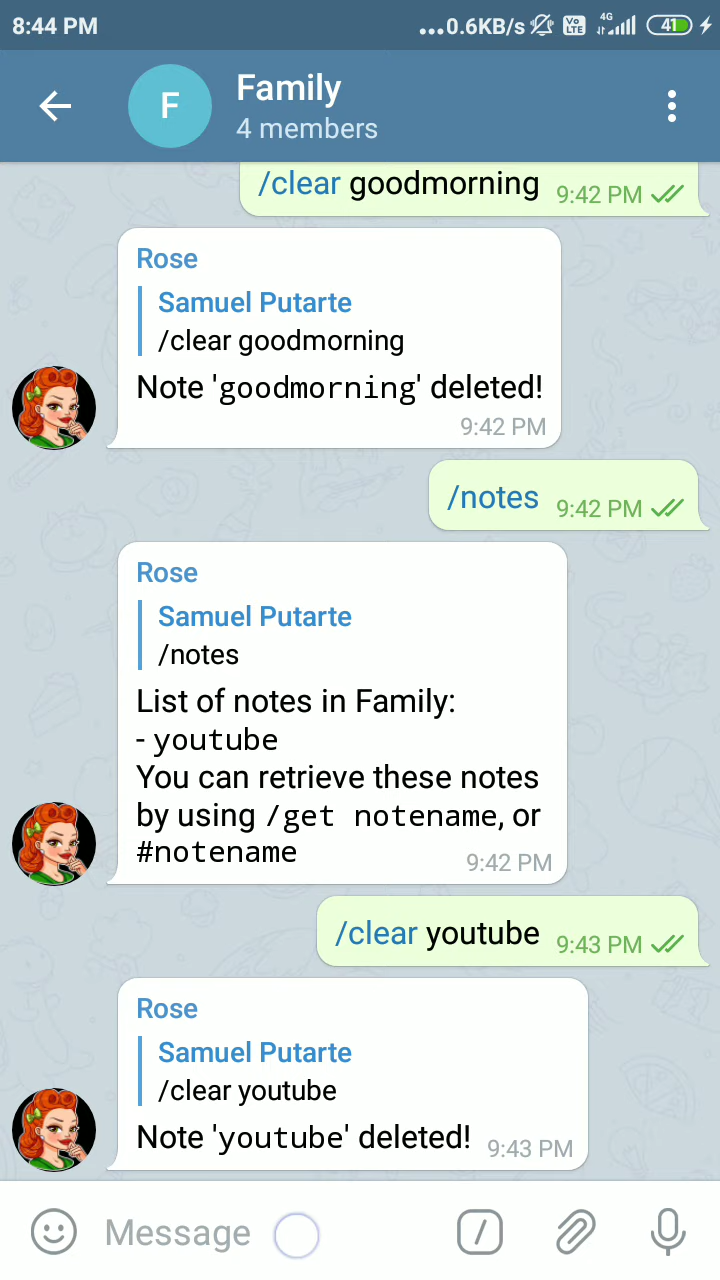 8:44 PM ...0.6KB/s Vo LTE 4G 41
F Family
4 members
/clear goodmorning 9:42 PM
Rose
Samuel Putarte
/clear goodmorning
Note 'goodmorning' deleted!
9:42 PM
/notes 9:42 PM
Rose
Samuel Putarte
/notes
List of notes in Family:
- youtube
You can retrieve these notes
by using /get notename, or
#notename 9:42 PM
/clear youtube 9:43 PM
Rose
Samuel Putarte
/clear youtube
Note 'youtube' deleted! 9:43 PM
Message /